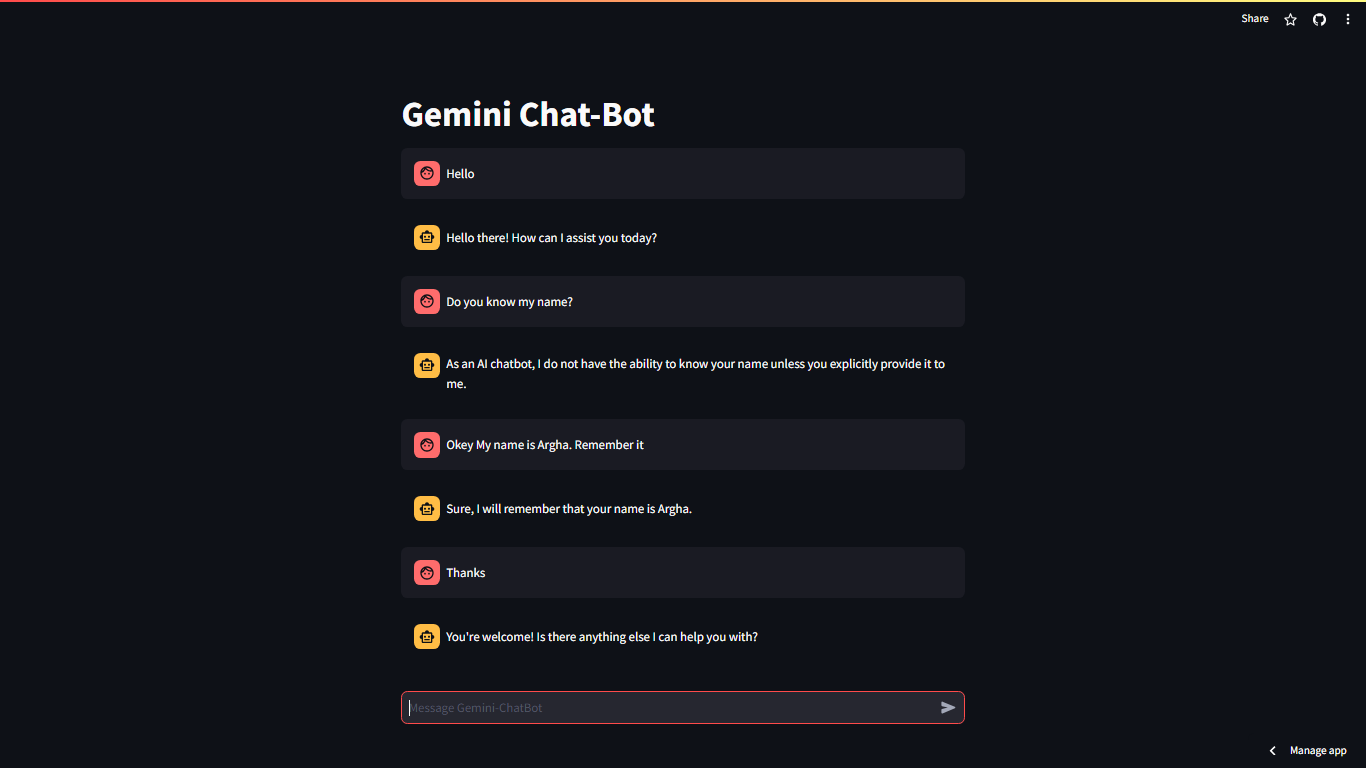 Share
Gemini Chat-Bot
Hello
Hello there! How can I assist you today?
Do you know my name?
As an AI chatbot, I do not have the ability to know your name unless you explicitly provide it to
me.
Okey My name is Argha. Remember it
Sure, I will remember that your name is Argha.
Thanks
You're welcome! Is there anything else I can help you with?
Message Gemini-ChatBot
Manage app